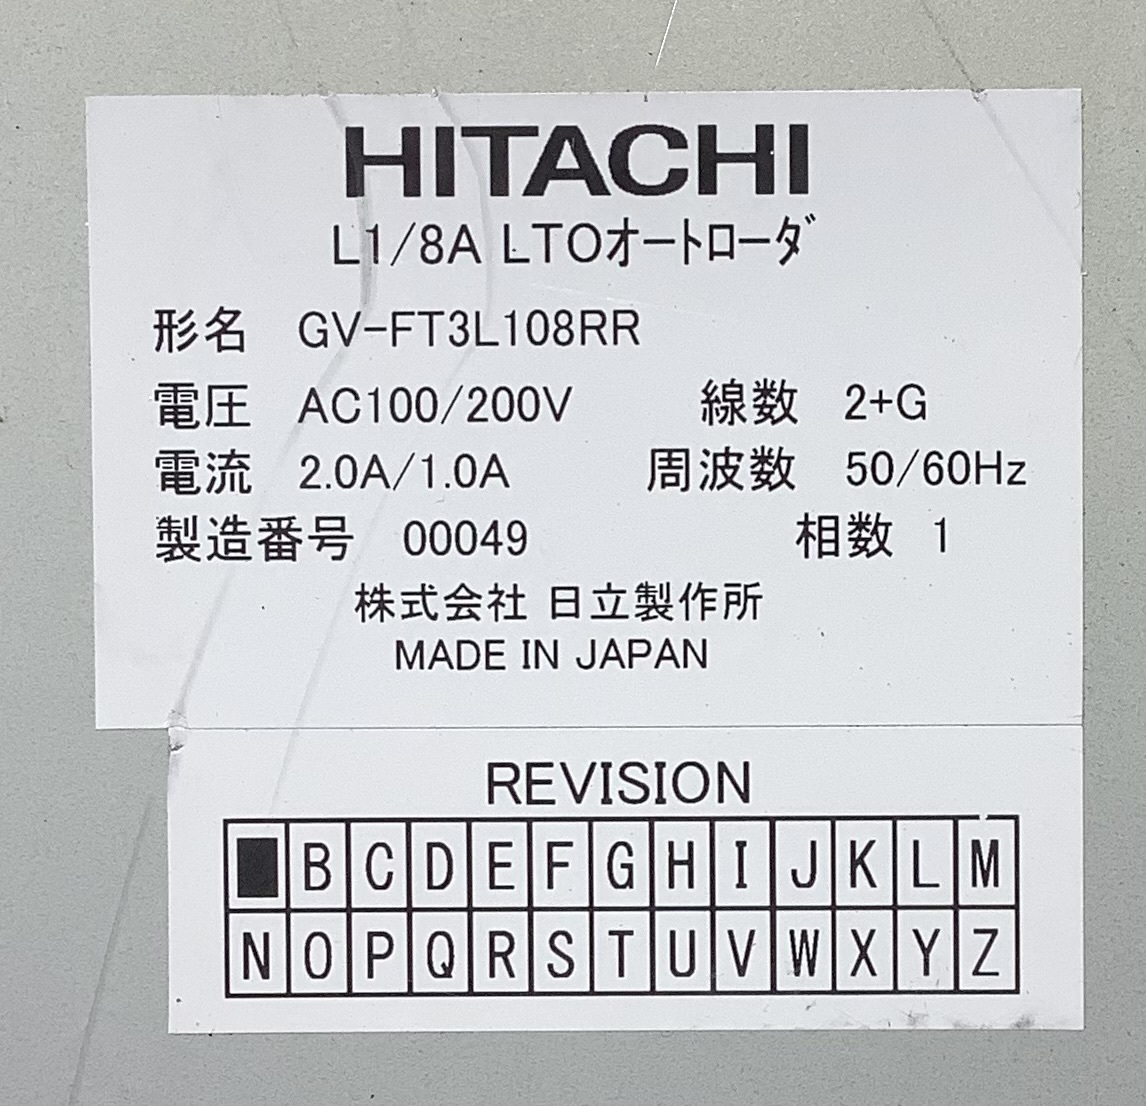 HITACHI
L1/8A LTOオートローダ
形名 GV-FT3L108RR
電圧 AC100/200V 線数 2+G
電流 2.0A/1.0A 周波数 50/60Hz
製造番号 00049 相数 1
株式会社 日立製作所
MADE IN JAPAN
REVISION
B C D E F G H I J K L M
N O P Q R S T U V W X Y Z